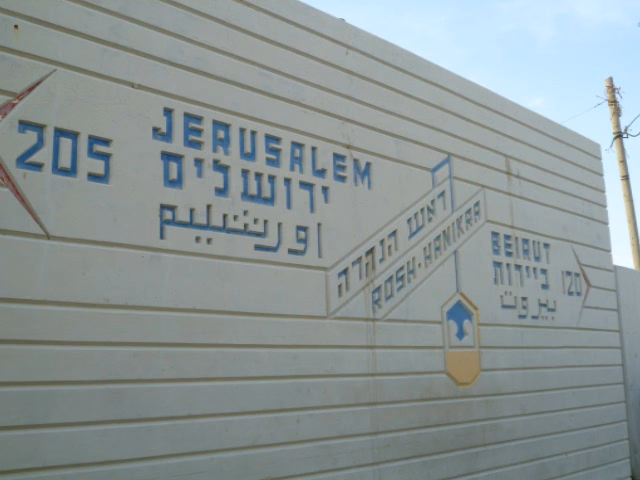 205
JERUSALEM
ירושלים
اورشليم
ראש הנקרה
ROSH-HANIKRA
BEIRUT
ביירות
بيروت
120